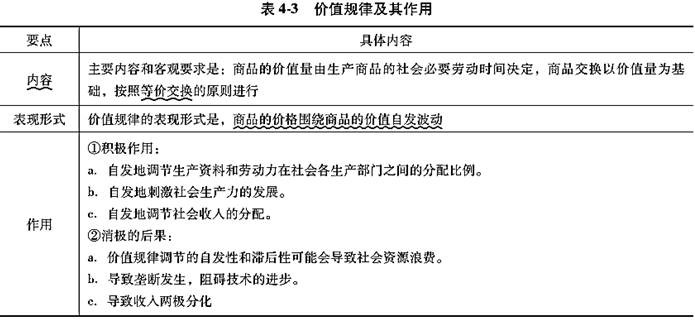 表 4-3 价值规律及其作用
要点 具体内容
内容 主要内容和客观要求是：商品的价值量由生产商品的社会必要劳动时间决定，商品交换以价值量为基
础，按照等价交换的原则进行
表现形式 价值规律的表现形式是，商品的价格围绕商品的价值自发波动
作用
①积极作用：
a. 自发地调节生产资料和劳动力在社会各生产部门之间的分配比例。
b. 自发地刺激社会生产力的发展。
c. 自发地调节社会收入的分配。
②消极的后果：
a. 价值规律调节的自发性和滞后性可能会导致社会资源浪费。
b. 导致垄断发生，阻碍技术的进步。
c. 导致收入两极分化